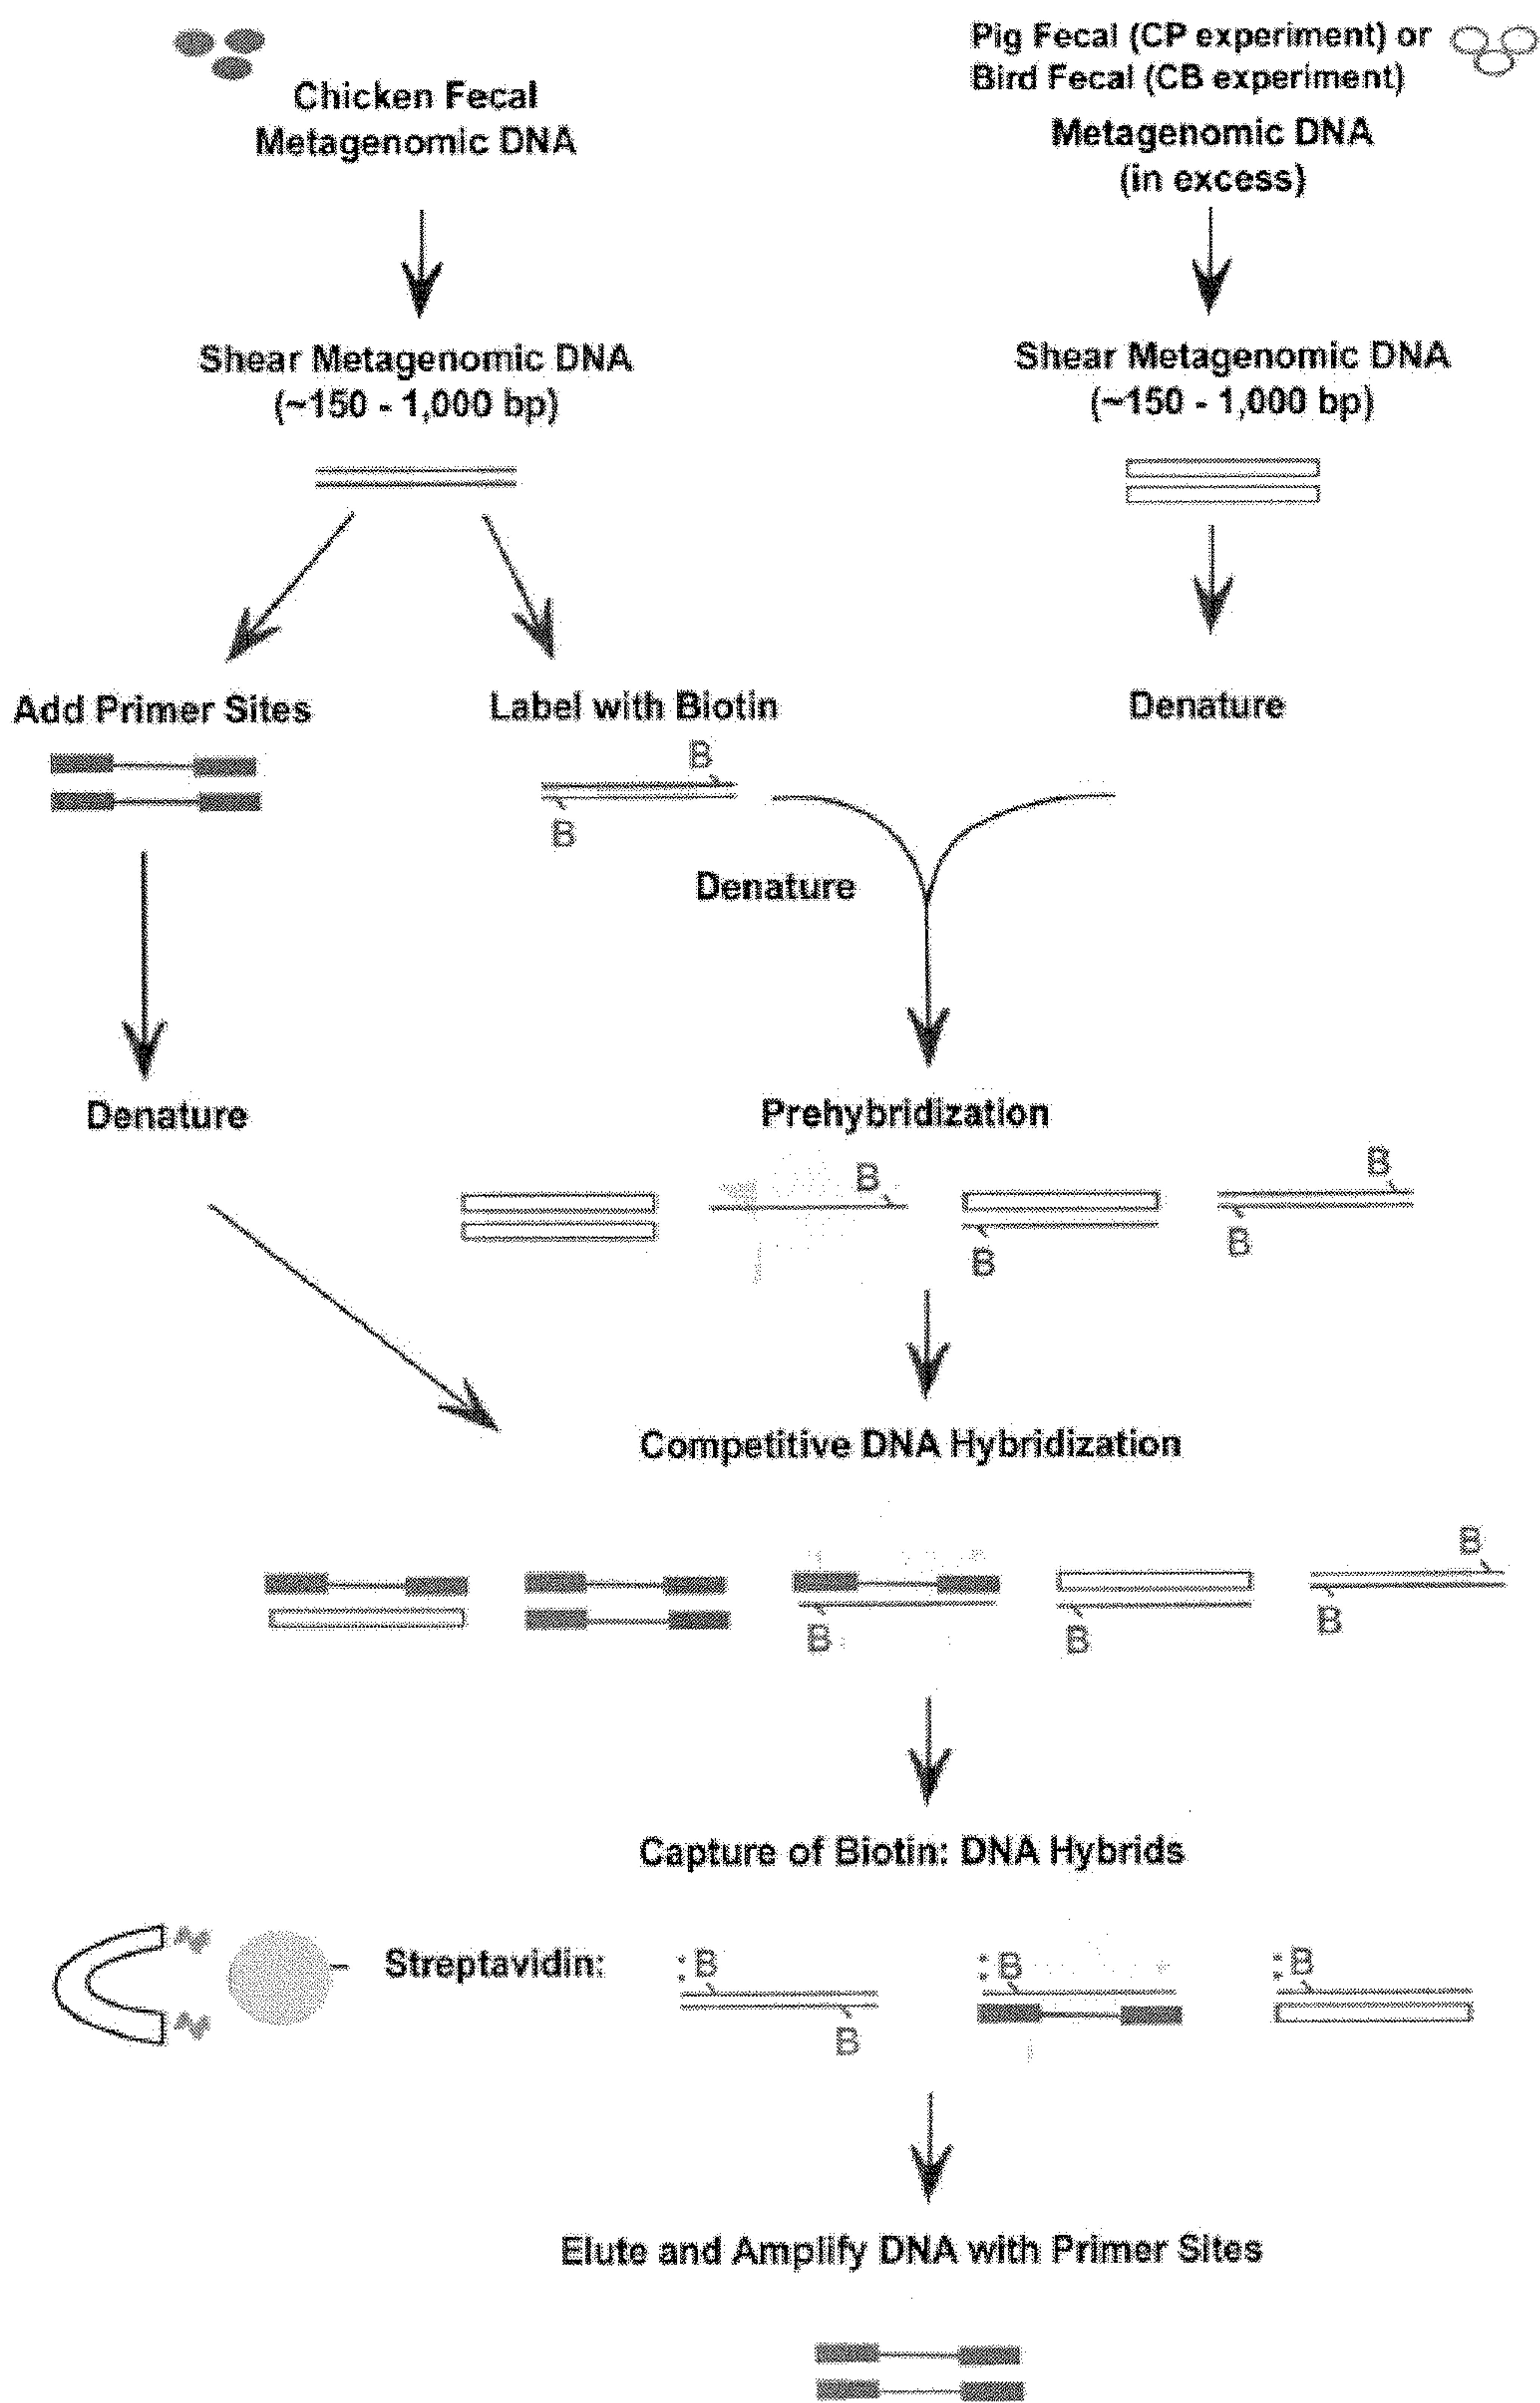 Chicken Fecal
Metagenomic DNA
Pig Fecal (CP experiment) or
Bird Fecal (CB experiment)
Metagenomic DNA
(in excess)
Shear Metagenomic DNA
(~150 - 1,000 bp)
Shear Metagenomic DNA
(~150 - 1,000 bp)
Add Primer Sites
Label with Biotin
Denature
B
B
Denature
Denature
Prehybridization
B
B
B
B
Competitive DNA Hybridization
B
B
B
B
Capture of Biotin: DNA Hybrids
Streptavidin:
:B
B
:B
:B
Elute and Amplify DNA with Primer Sites